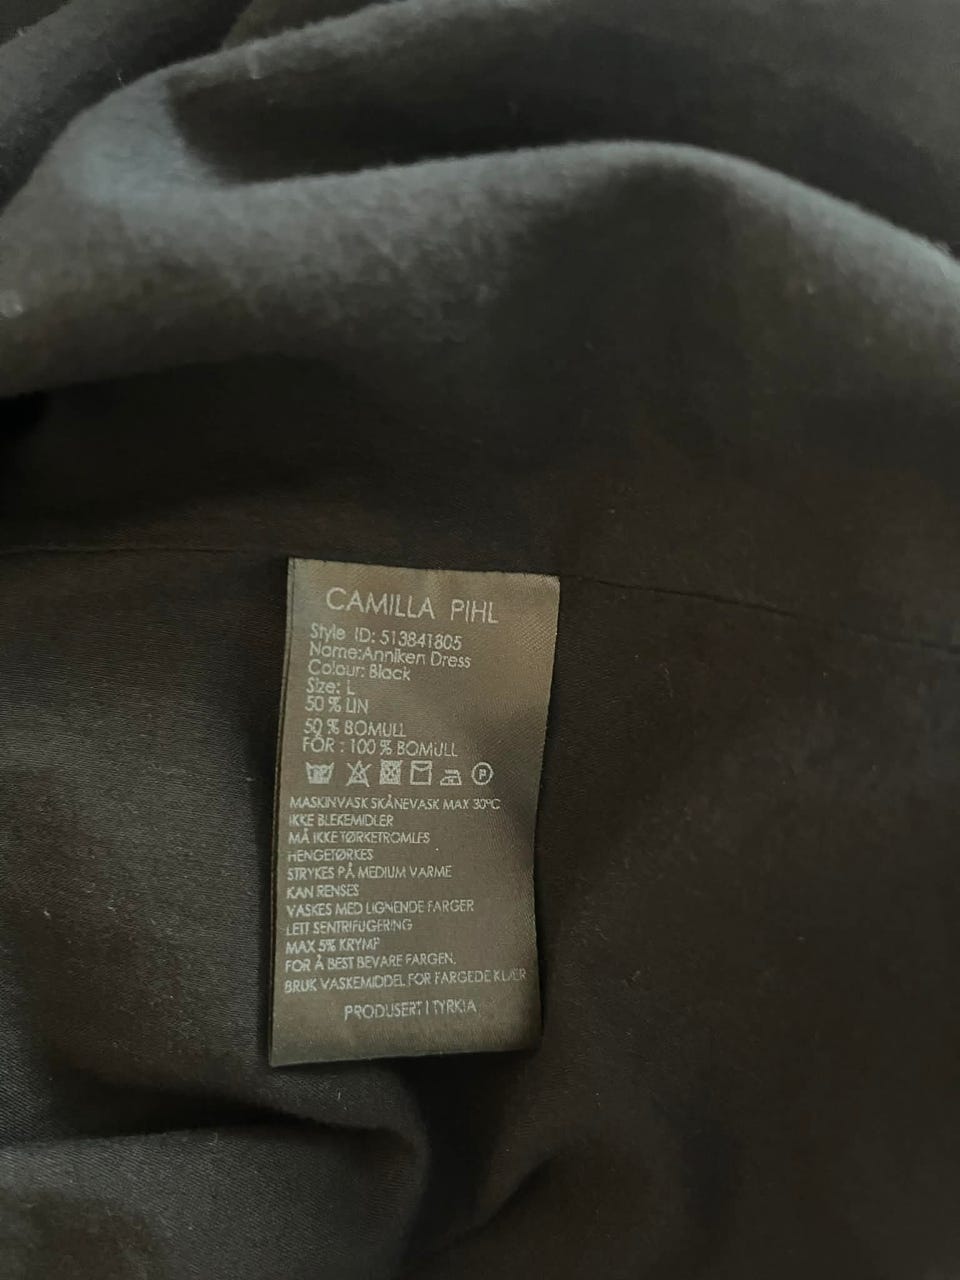 CAMILLA PIHL
Style ID: 513841805
Name:Anniken Dress
Colour: Black
Size: L
50 % LIN
50 % BOMULL
FÔR : 100 % BOMULL
P
MASKINVASK SKÅNEVASK MAX 30°C
IKKE BLEKEMIDLER
MÅ IKKE TØRKETROMLES
HENGETØRKES
STRYKES PÅ MEDIUM VARME
KAN RENSES
VASKES MED LIGNENDE FARGER
LETT SENTRIFUGERING
MAX 5% KRYMP
FOR Å BEST BEVARE FARGEN,
BRUK VASKEMIDDEL FOR FARGEDE KLÆR
PRODUSERT I TYRKIA